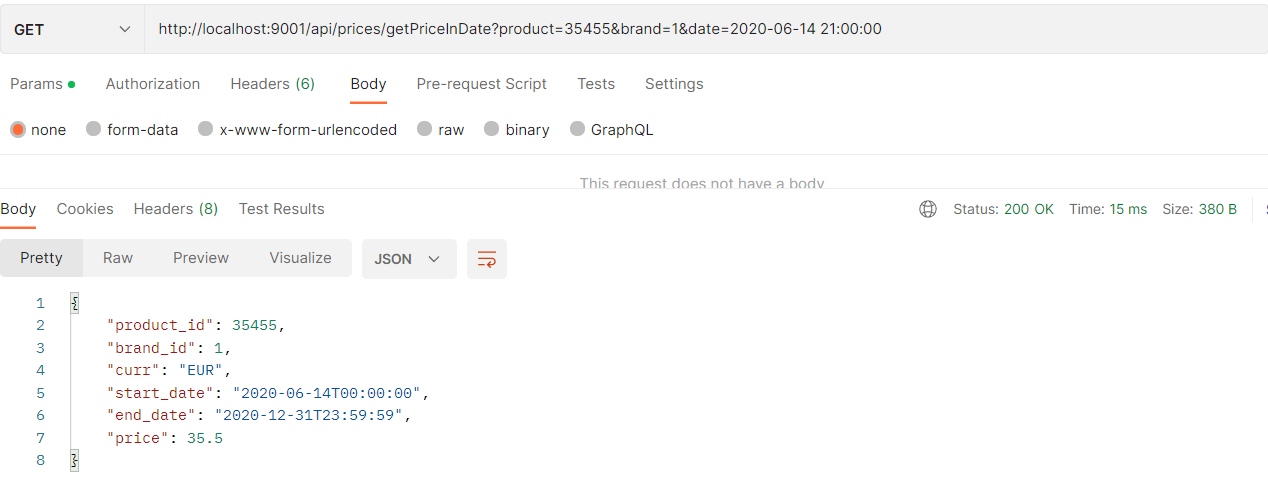 GET http://localhost:9001/api/prices/getPriceInDate?product=35455&brand=1&date=2020-06-14 21:00:00
Params Authorization Headers (6) Body Pre-request Script Tests Settings
none form-data x-www-form-urlencoded raw binary GraphQL
This request does not have a body
Body Cookies Headers (8) Test Results Status: 200 OK Time: 15 ms Size: 380 B
Pretty Raw Preview Visualize JSON
1 {
2 "product_id": 35455,
3 "brand_id": 1,
4 "curr": "EUR",
5 "start_date": "2020-06-14T00:00:00",
6 "end_date": "2020-12-31T23:59:59",
7 "price": 35.5
8 }